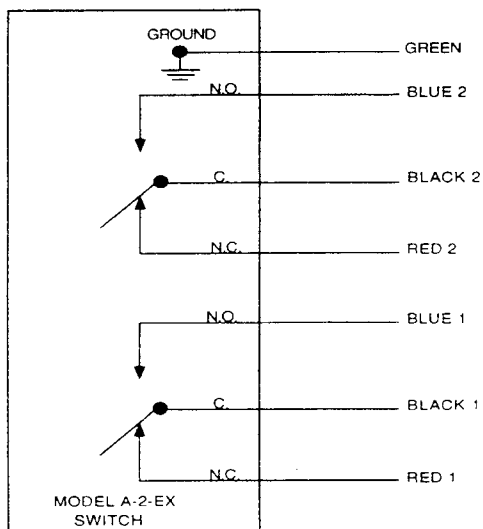 GROUND
GREEN
N.O.
BLUE 2
C.
BLACK 2
N.C.
RED 2
N.O.
BLUE 1
C.
BLACK 1
N.C.
RED 1
MODEL A-2-EX
SWITCH